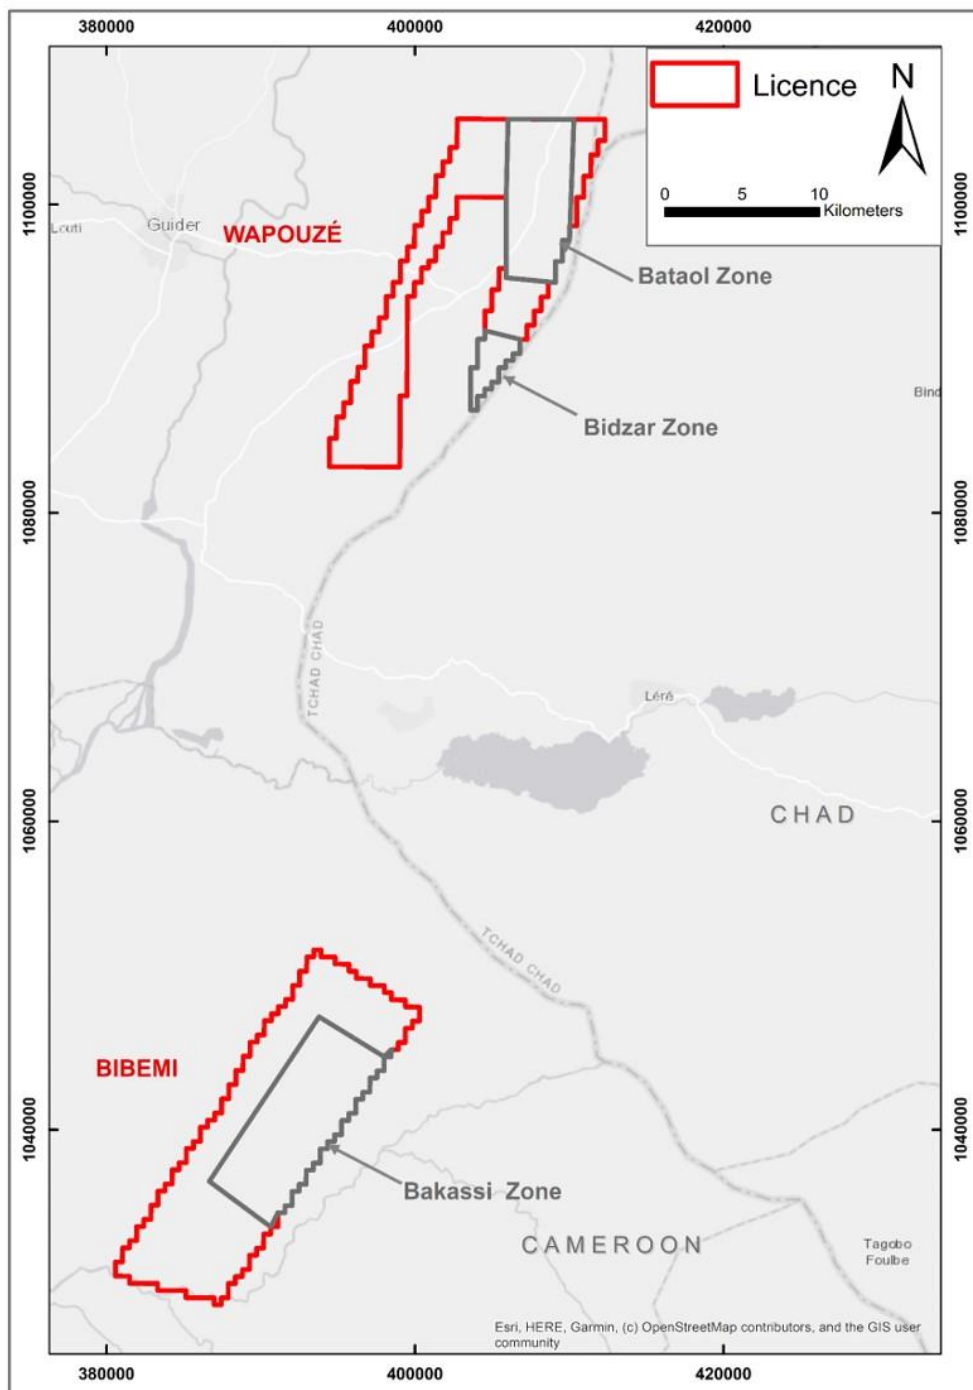 380000
400000
420000
Licence
N
0
5
10
Kilometers
1100000
1100000
Louti
Guider
WAPOUZÉ
Bataol Zone
Bind
Bidzar Zone
1080000
1080000
TCHAD CHAD
Léré
CHAD
1060000
1060000
TCHAD CHAD
BIBEMI
1040000
1040000
Bakassi Zone
CAMEROON
Tagobo
Foulbe
Esri, HERE, Garmin, (c) OpenStreetMap contributors, and the GIS user
community
380000
400000
420000